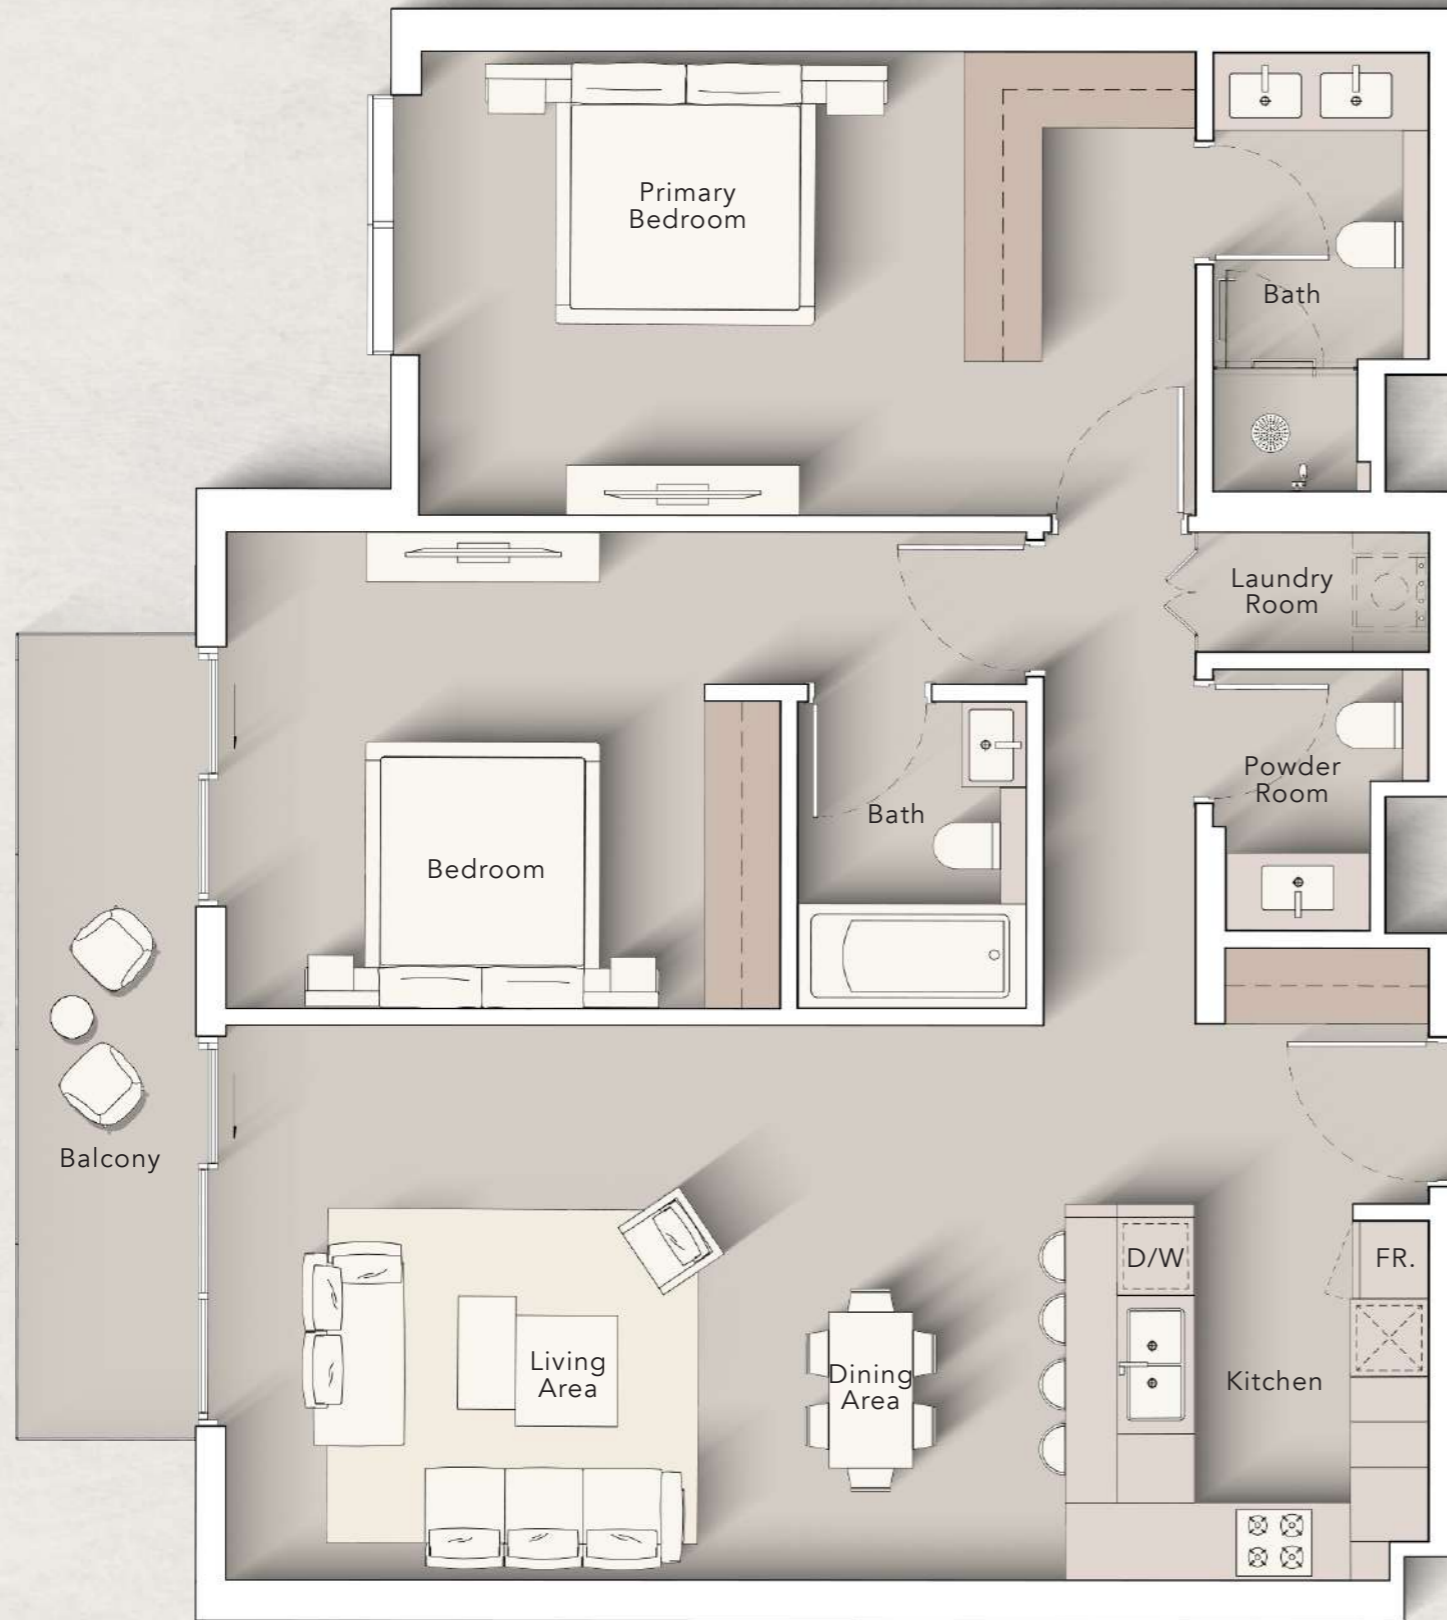 Primary
Bedroom
Bath
Laundry
Room
Powder
Room
Bath
Bedroom
Balcony
D/W
FR.
Living
Area
Dining
Area
Kitchen